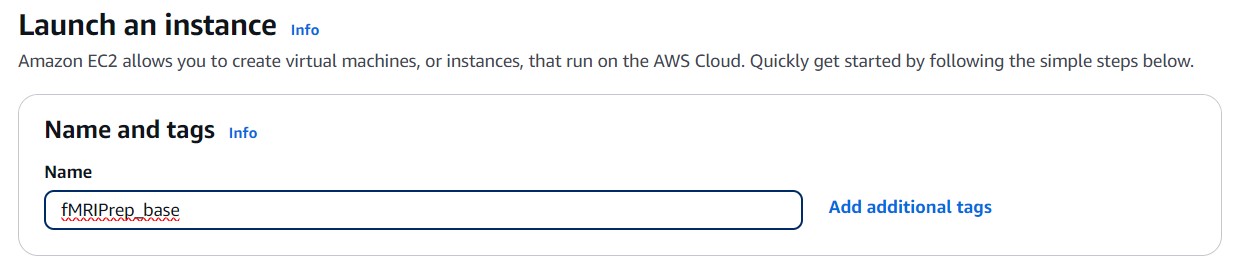 Launch an instance Info
Amazon EC2 allows you to create virtual machines, or instances, that run on the AWS Cloud. Quickly get started by following the simple steps below.
Name and tags Info
Name
fMRIPrep_base
Add additional tags